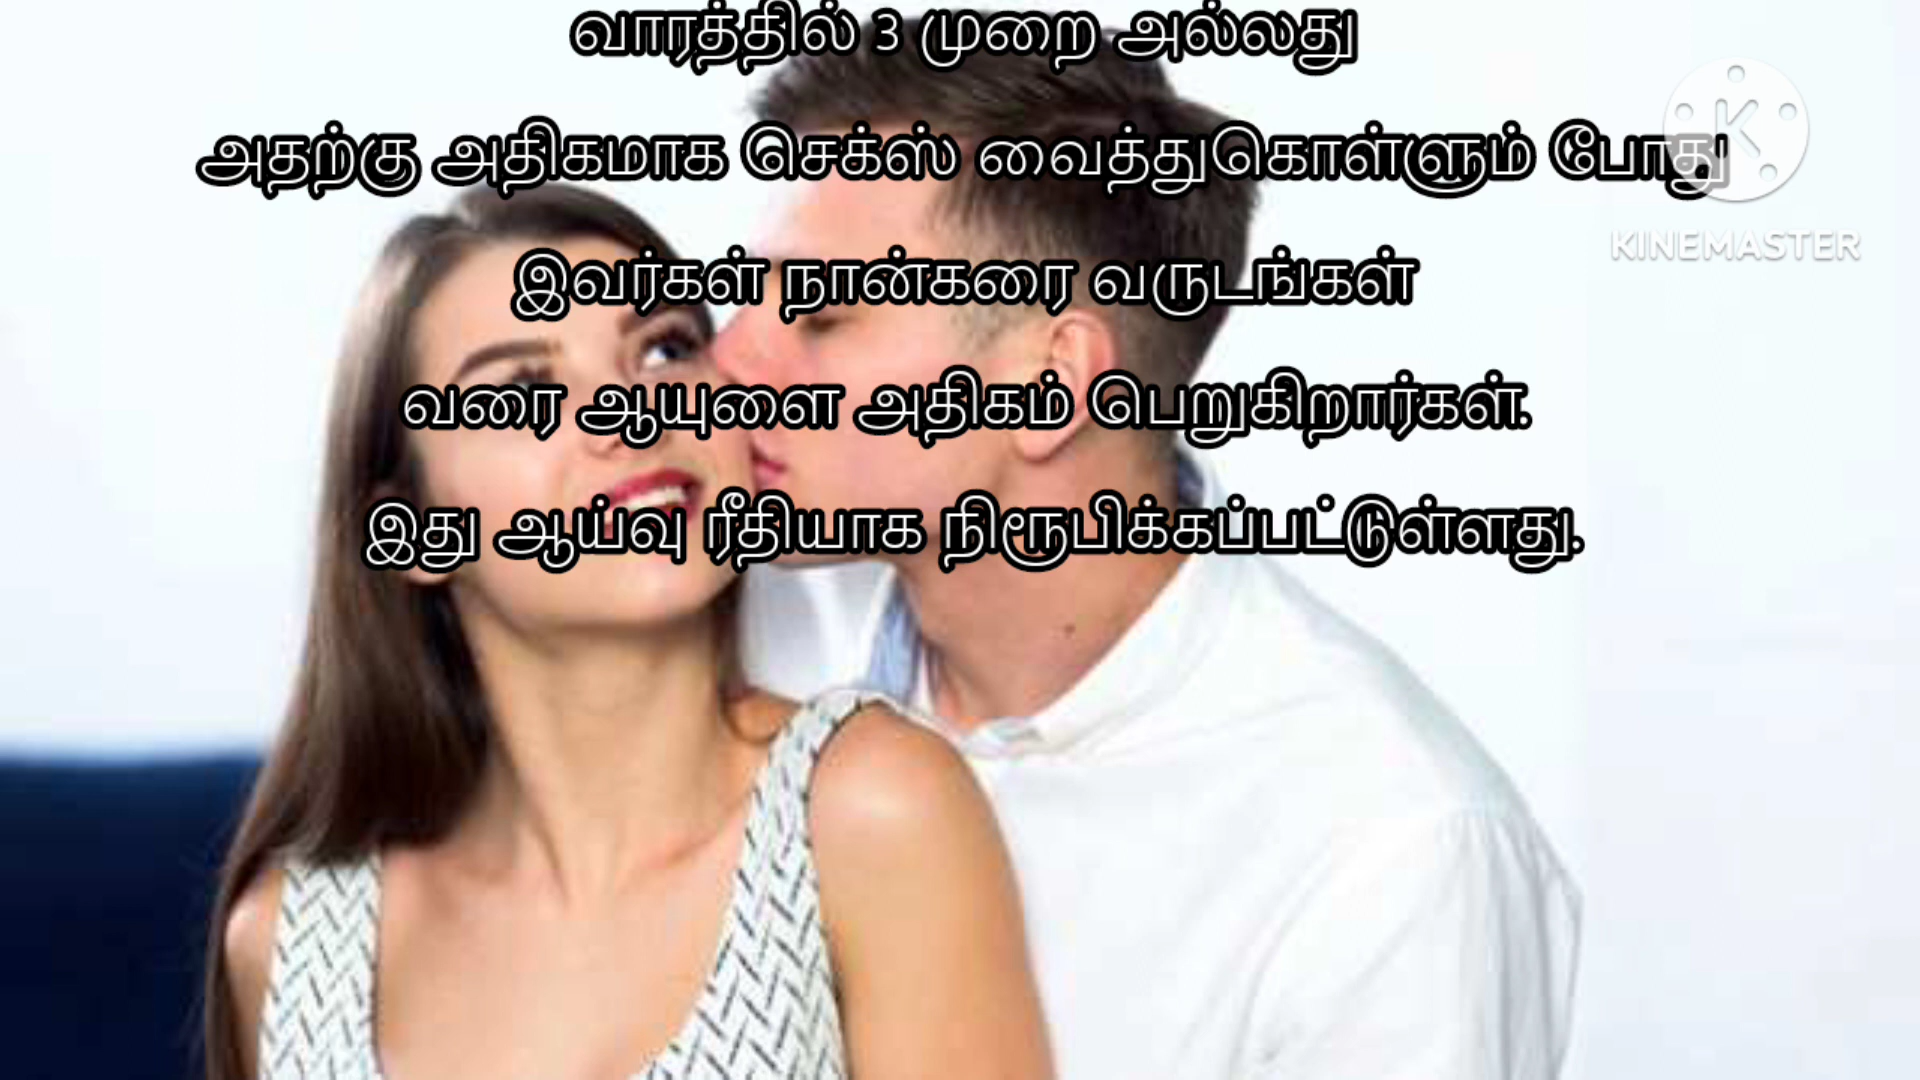 வாரத்தில் 3 முறை அல்லது
அதற்கு அதிகமாக செக்ஸ் வைத்துகொள்ளும் போது
இவர்கள் நான்கரை வருடங்கள்
வரை ஆயுளை அதிகம் பெறுகிறார்கள்.
இது ஆய்வு ரீதியாக நிரூபிக்கப்பட்டுள்ளது.
K
KINEMASTER